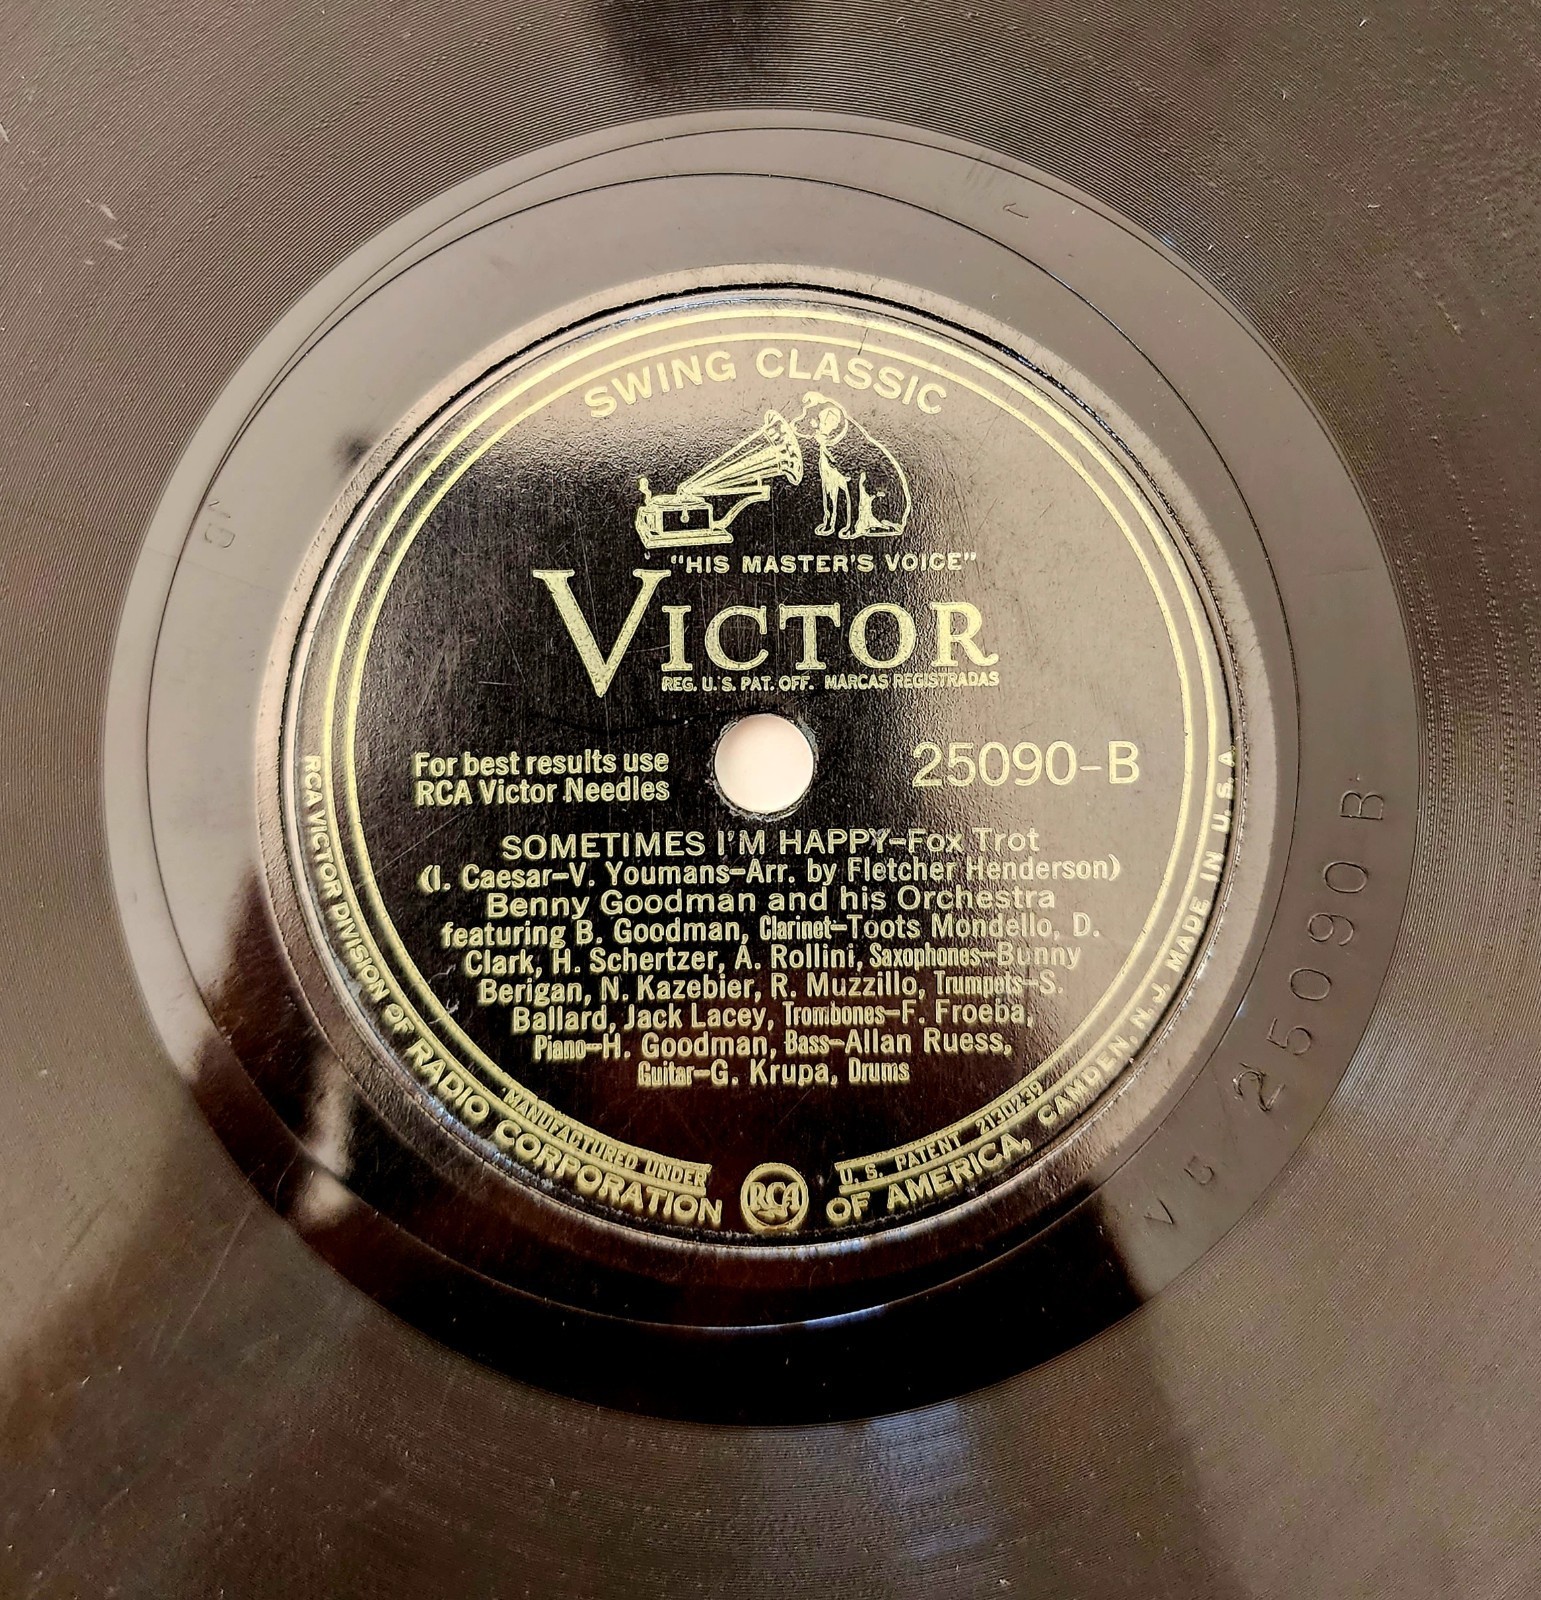 SWING CLASSIC
"HIS MASTER'S VOICE"
VICTOR
REG. U. S. PAT. OFF. MARCAS REGISTRADAS
For best results use
RCA Victor Needles
25090-B
SOMETIMES I'M HAPPY-Fox Trot
(I. Caesar-V. Youmans-Arr. by Fletcher Henderson)
Benny Goodman and his Orchestra
featuring B. Goodman, Clarinet-Toots Mondello, D.
Clark, H. Schertzer, A. Rollini, Saxophones-Bunny
Berigan, N. Kazebier, R. Muzzillo, Trumpets-S.
Ballard, Jack Lacey, Trombones-F. Froeba,
Piano-H. Goodman, Bass-Allan Ruess,
Guitar-G. Krupa, Drums
MANUFACTURED UNDER U. S. PATENT 2130239
RCA VICTOR DIVISION OF RADIO CORPORATION OF AMERICA, CAMDEN, N. J. MADE IN U. S. A.
RCA
25090 B